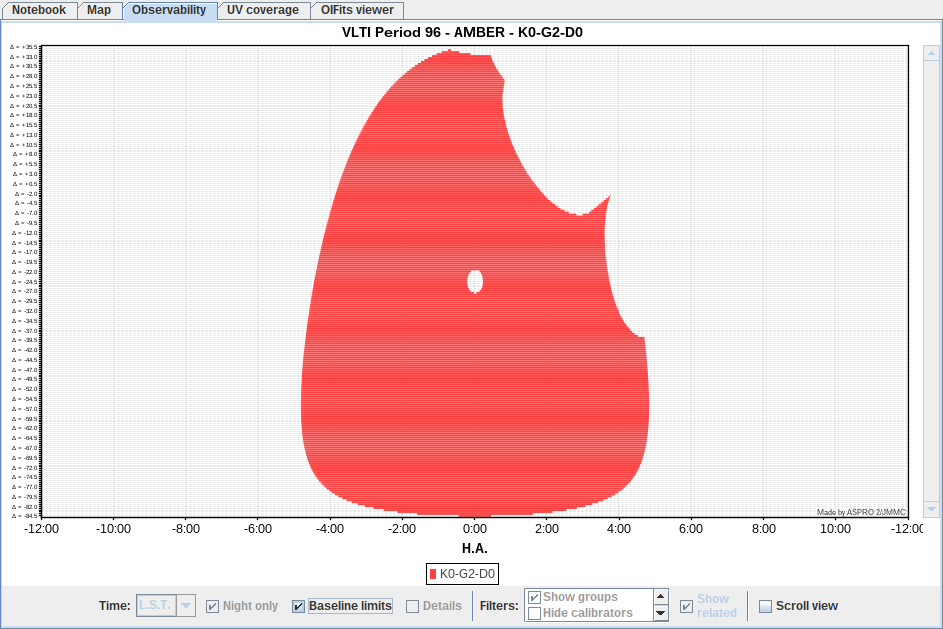 Notebook Map Observability UV coverage OIFits viewer
VLTI Period 96 - AMBER - K0-G2-D0
Δ = +35.5
Δ = +33.0
Δ = +30.5
Δ = +28.0
Δ = +25.5
Δ = +23.0
Δ = +20.5
Δ = +18.0
Δ = +15.5
Δ = +13.0
Δ = +10.5
Δ = +8.0
Δ = +5.5
Δ = +3.0
Δ = +0.5
Δ = -2.0
Δ = -4.5
Δ = -7.0
Δ = -9.5
Δ = -12.0
Δ = -14.5
Δ = -17.0
Δ = -19.5
Δ = -22.0
Δ = -24.5
Δ = -27.0
Δ = -29.5
Δ = -32.0
Δ = -34.5
Δ = -37.0
Δ = -39.5
Δ = -42.0
Δ = -44.5
Δ = -47.0
Δ = -49.5
Δ = -52.0
Δ = -54.5
Δ = -57.0
Δ = -59.5
Δ = -62.0
Δ = -64.5
Δ = -67.0
Δ = -69.5
Δ = -72.0
Δ = -74.5
Δ = -77.0
Δ = -79.5
Δ = -82.0
Δ = -84.5
Made by ASPRO 2/JMMC
-12:00 -10:00 -8:00 -6:00 -4:00 -2:00 0:00 2:00 4:00 6:00 8:00 10:00 -12:00
H.A.
K0-G2-D0
Time: L.S.T. Night only Baseline limits Details Filters: Show groups
Hide calibrators
Show
related
Scroll view